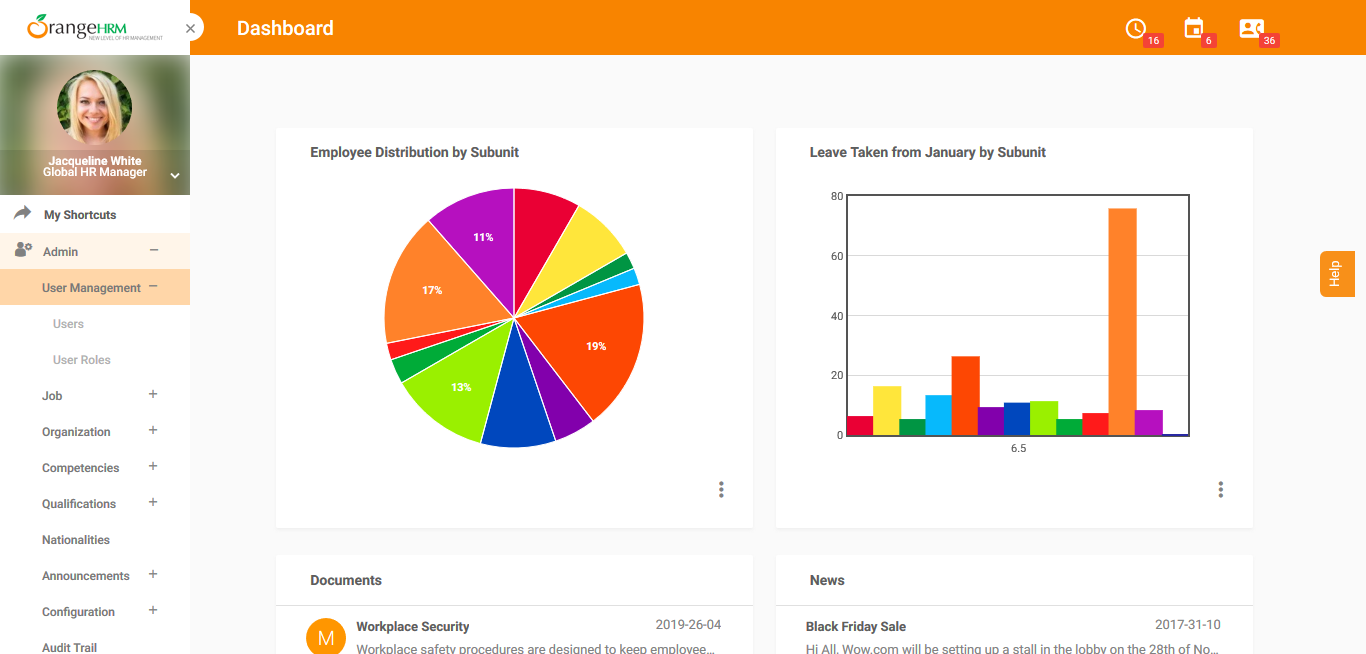 OrangeHRM
NEW LEVEL OF HR MANAGEMENT
Dashboard
16
6
36
Jacqueline White
Global HR Manager
My Shortcuts
Admin
User Management
Users
User Roles
Job
Organization
Competencies
Qualifications
Nationalities
Announcements
Configuration
Audit Trail
Employee Distribution by Subunit
11%
17%
19%
13%
Leave Taken from January by Subunit
80
60
40
20
0
6.5
Help
Documents
M
Workplace Security
2019-26-04
Workplace safety procedures are designed to keep employee...
News
Black Friday Sale
2017-31-10
Hi All, Wow.com will be setting up a stall in the lobby on the 28th of No...